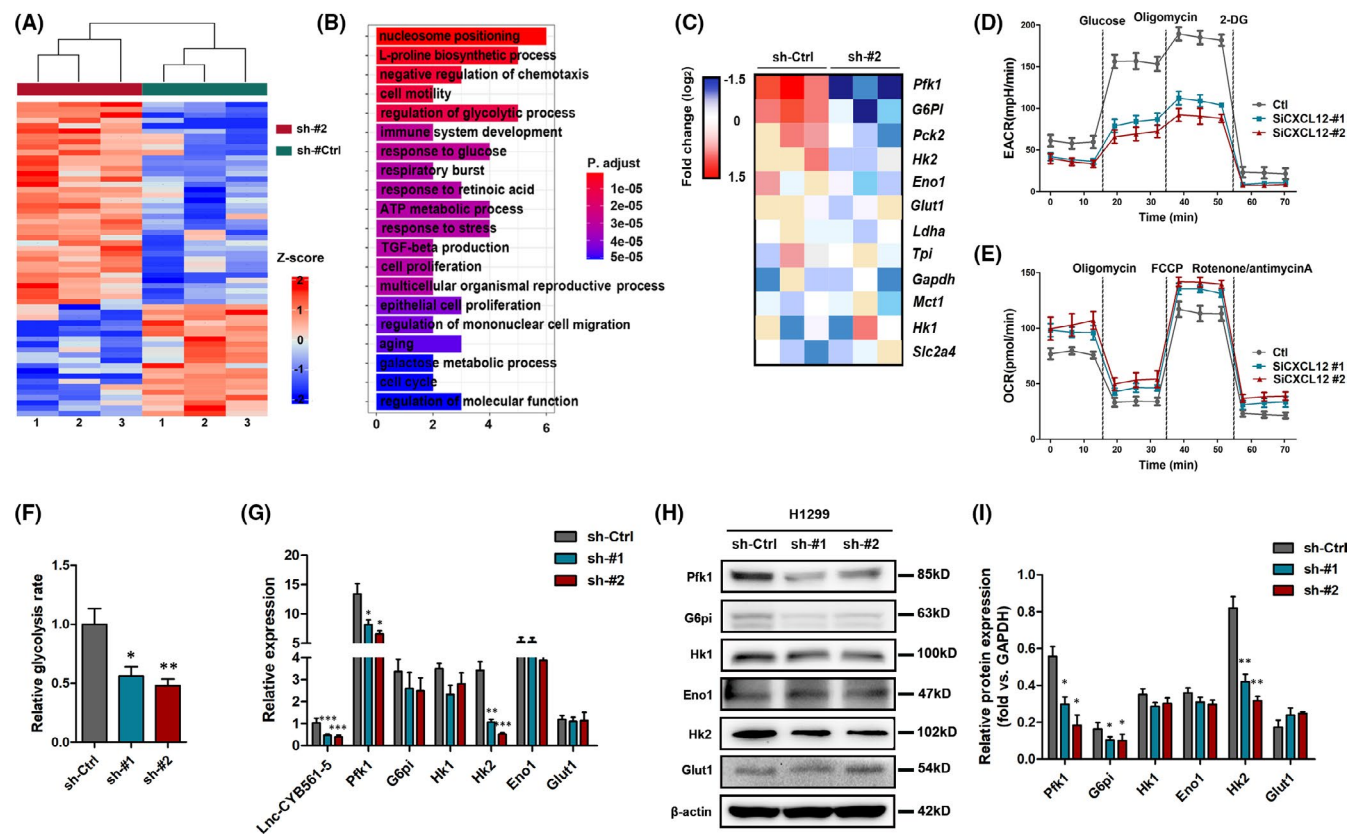 (A)
1
2
3
1
2
3
sh-#2
sh-#Ctrl
Z-score
2
1
0
-1
-2
1
2
3
1
2
3
(B)
nucleosome positioning
L-proline biosynthetic process
negative regulation of chemotaxis
cell motility
regulation of glycolytic process
immune system development
response to glucose
respiratory burst
response to retinoic acid
ATP metabolic process
response to stress
TGF-beta production
cell proliferation
multicellular organismal reproductive process
epithelial cell proliferation
regulation of mononuclear cell migration
aging
galactose metabolic process
cell cycle
regulation of molecular function
0
2
4
6
P. adjust
1e-05
2e-05
3e-05
4e-05
5e-05
(C)
sh-Ctrl
sh-#2
Fold change (log2)
-1.5
0
1.5
Pfk1
G6PI
Pck2
Hk2
Eno1
Glut1
Ldha
Tpi
Gapdh
Mct1
Hk1
Slc2a4
(D)
Glucose
Oligomycin
2-DG
EACR(mpH/min)
200
150
100
50
0
0
10
20
30
40
50
60
70
Time (min)
Ctl
SiCXCL12-#1
SiCXCL12-#2
(E)
Oligomycin
FCCP
Rotenone/antimycinA
OCR(pmol/min)
150
100
50
0
0
10
20
30
40
50
60
70
Time (min)
Ctl
SiCXCL12 #1
SiCXCL12 #2
(F)
Relative glycolysis rate
1.5
1.0
0.5
0.0
*
**
sh-Ctrl
sh-#1
sh-#2
(G)
sh-Ctrl
sh-#1
sh-#2
Relative expression
20
15
10
5
4
3
2
1
0
***
***
*
*
**
***
Lnc-CYB561-5
Pfk1
G6pi
Hk1
Hk2
Eno1
Glut1
(H)
H1299
sh-Ctrl
sh-#1
sh-#2
Pfk1
85kD
G6pi
63kD
Hk1
100kD
Eno1
47kD
Hk2
102kD
Glut1
54kD
β-actin
42kD
(I)
sh-Ctrl
sh-#1
sh-#2
Relative protein expression
(fold vs. GAPDH)
1.0
0.8
0.6
0.4
0.2
0.0
*
*
*
*
**
**
Pfk1
G6pi
Hk1
Eno1
Hk2
Glut1